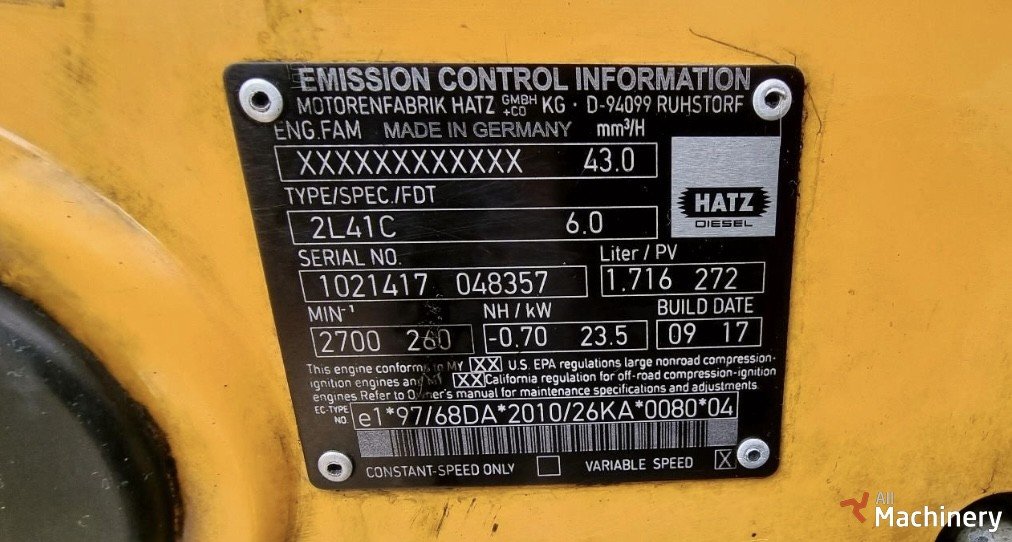 EMISSION CONTROL INFORMATION
MOTORENFABRIK HATZ GMBH +CO KG · D-94099 RUHSTORF
ENG.FAM MADE IN GERMANY mm³/H
XXXXXXXXXXXX 43.0
HATZ
DIESEL
TYPE/SPEC./FDT
2L41C 6.0
SERIAL NO. Liter / PV
1021417 048357 1.716 272
MIN-¹ NH / kW BUILD DATE
2700 260 -0.70 23.5 09 17
This engine conforms to MY XX U.S. EPA regulations large nonroad compression-
ignition engines and MY XX California regulation for off-road compression-ignition
engines. Refer to Owner's manual for maintenance specifications and adjustments
EC-TYPE NO. e1*97/68DA*2010/26KA*0080*04
CONSTANT-SPEED ONLY VARIABLE SPEED X
All
Machinery